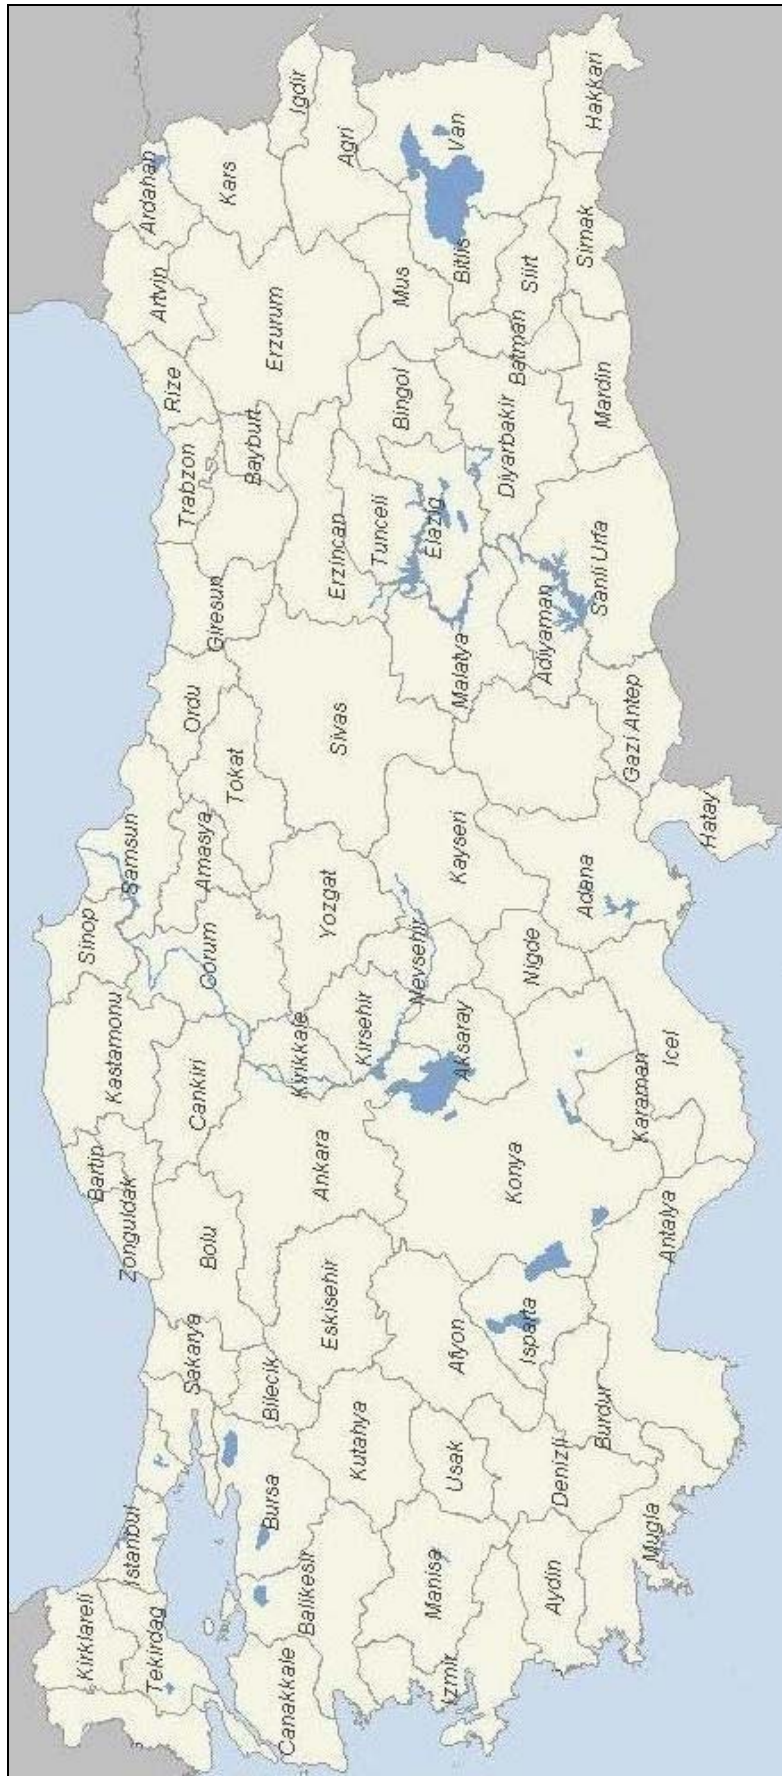 Kirklareli
Tekirdag
Istanbul
Canakkale
Balikesir
Bursa
Bilecik
Sakarya
Kutahya
Manisa
Izmir
Usak
Aydin
Denizli
Mugla
Burdur
Isparta
Afyon
Eskisehir
Bolu
Zonguldak
Bartin
Kastamonu
Cankiri
Ankara
Konya
Antalya
Karaman
Icel
Aksaray
Kirsehir
Kirikkale
Corum
Sinop
Samsun
Amasya
Yozgat
Nevsehir
Nigde
Adana
Kayseri
Tokat
Ordu
Sivas
Hatay
Gazi Antep
Malatya
Adiyaman
Sanli Urfa
Giresun
Trabzon
Bayburt
Erzincan
Tunceli
Elazig
Diyarbakir
Bingol
Rize
Artvin
Ardahan
Kars
Erzurum
Mus
Bitlis
Batman
Mardin
Siirt
Sirnak
Igdir
Agri
Van
Hakkari